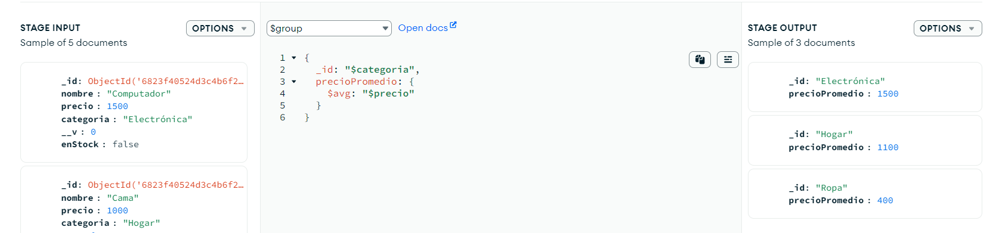 STAGE INPUT
OPTIONS
Sample of 5 documents
_id: ObjectId('6823f40524d3c4b6f2…
nombre : "Computador"
precio : 1500
categoria : "Electrónica"
__v : 0
enStock : false
_id: ObjectId('6823f40524d3c4b6f2…
nombre : "Cama"
precio : 1000
categoria : "Hogar"
$group
Open docs
1 {
2 _id: "$categoria",
3 precioPromedio: {
4 $avg: "$precio"
5 }
6 }
STAGE OUTPUT
OPTIONS
Sample of 3 documents
_id: "Electrónica"
precioPromedio : 1500
_id: "Hogar"
precioPromedio : 1100
_id: "Ropa"
precioPromedio : 400